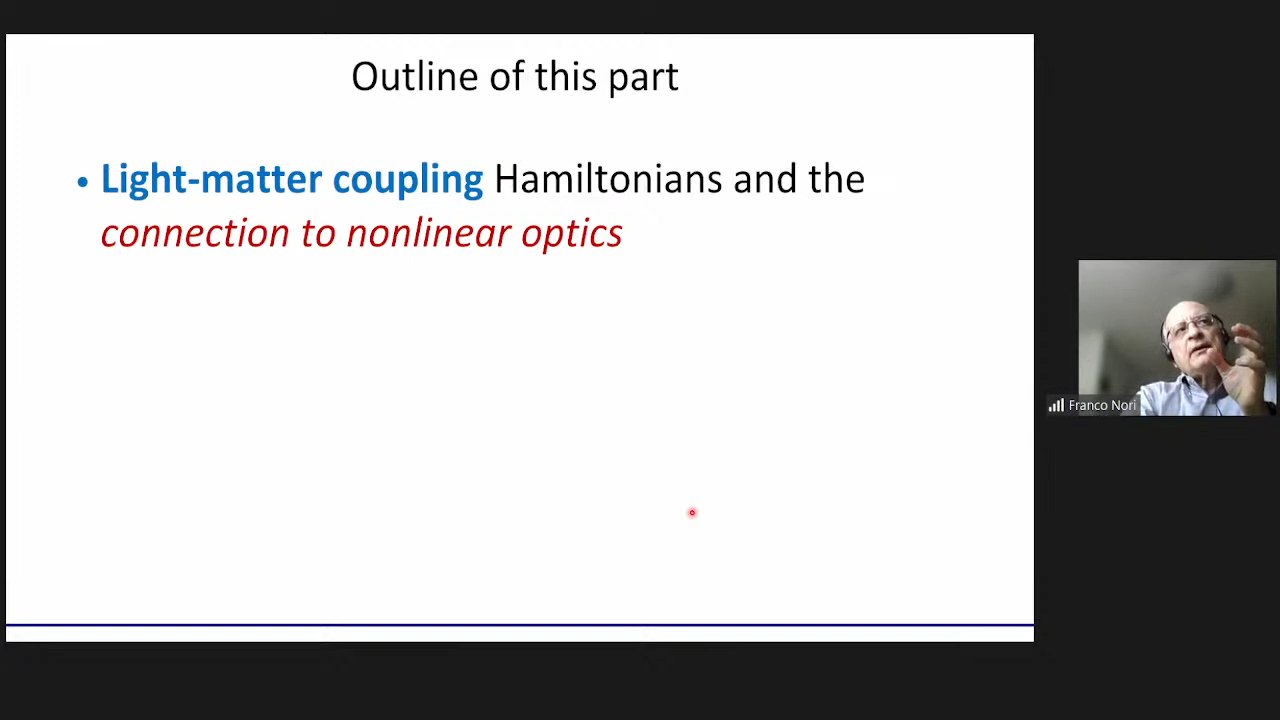 Outline of this part
• Light-matter coupling Hamiltonians and the
connection to nonlinear optics
Franco Nori